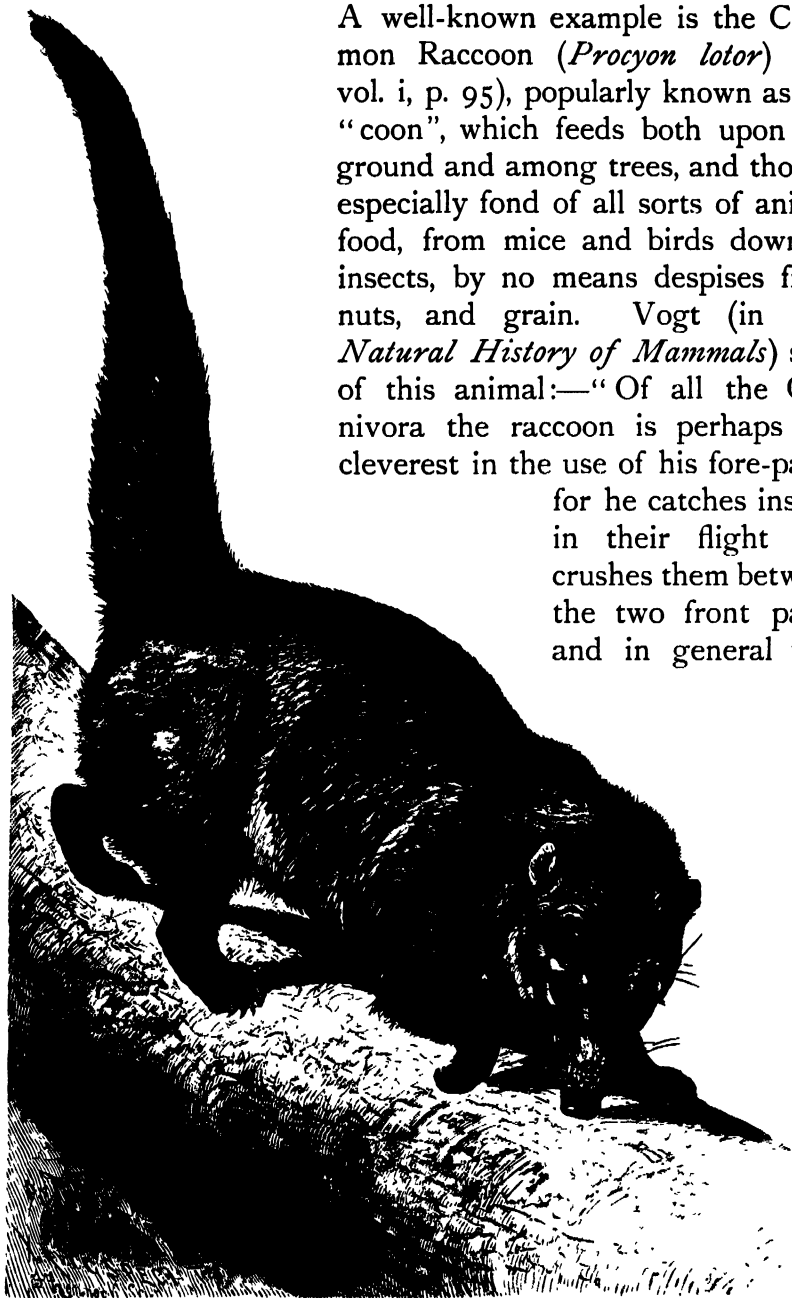 A well-known example is the C
mon Raccoon (Procyon lotor)
vol. i, p. 95), popularly known as
“coon”, which feeds both upon
ground and among trees, and tho
especially fond of all sorts of ani
food, from mice and birds down
insects, by no means despises f
nuts, and grain. Vogt (in
Natural History of Mammals) s
of this animal:—“Of all the C
nivora the raccoon is perhaps
cleverest in the use of his fore-pa
for he catches ins
in their flight
crushes them betw
the two front pa
and in general